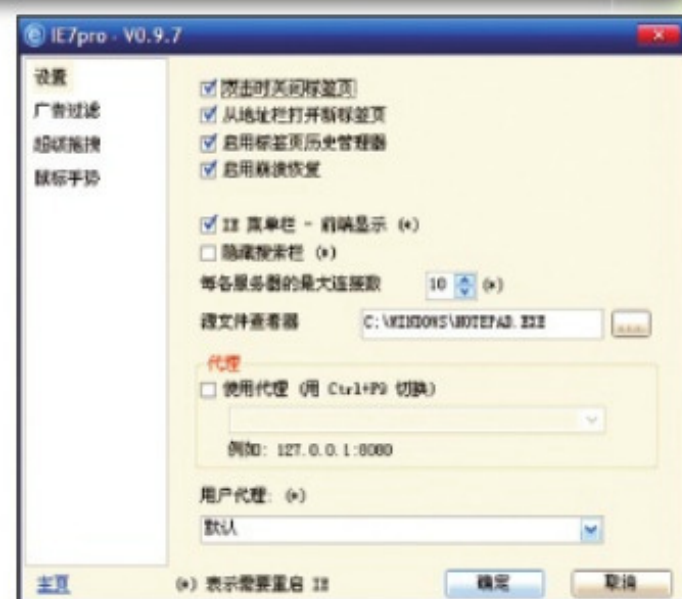 IE7pro - V0.9.7
设置
广告过滤
超级拖拽
鼠标手势
双击时关闭标签页
从地址栏打开新标签页
启用标签页历史管理器
启用崩溃恢复
IE 菜单栏 - 前端显示 (*)
隐藏搜索栏 (*)
每各服务器的最大连接数 10 (*)
源文件查看器 C:\WINDOWS\NOTEPAD.EXE ...
代理
使用代理 (用 Ctrl+F9 切换)
例如: 127.0.0.1:8080
用户代理: (*)
默认
主页 (*) 表示需要重启 IE 确定 取消